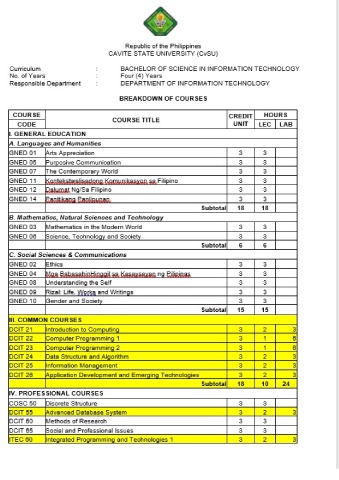 Republic of the Philippines
CAVITE STATE UNIVERSITY (CvSU)
Curriculum : BACHELOR OF SCIENCE IN INFORMATION TECHNOLOGY
No. of Years : Four (4) Years
Responsible Department : DEPARTMENT OF INFORMATION TECHNOLOGY
BREAKDOWN OF COURSES
COURSE CODE COURSE TITLE CREDIT UNIT HOURS LEC LAB
I. GENERAL EDUCATION
A. Languages and Humanities
GNED 01 Arts Appreciation 3 3
GNED 05 Purposive Communication 3 3
GNED 07 The Contemporary World 3 3
GNED 11 Kontekstwalisadong Komunikasyon sa Filipino 3 3
GNED 12 Dalumat Ng/Sa Filipino 3 3
GNED 14 Panitikang Panlipunan 3 3
Subtotal 18 18
B. Mathematics, Natural Sciences and Technology
GNED 03 Mathematics in the Modern World 3 3
GNED 06 Science, Technology and Society 3 3
Subtotal 6 6
C. Social Sciences & Communications
GNED 02 Ethics 3 3
GNED 04 Mga BabasahinHinggil sa Kasaysayan ng Pilipinas 3 3
GNED 08 Understanding the Self 3 3
GNED 09 Rizal: Life, Works and Writings 3 3
GNED 10 Gender and Society 3 3
Subtotal 15 15
III. COMMON COURSES
DCIT 21 Introduction to Computing 3 2 3
DCIT 22 Computer Programming 1 3 1 6
DCIT 23 Computer Programming 2 3 1 6
DCIT 24 Data Structure and Algorithm 3 2 3
DCIT 25 Information Management 3 2 3
DCIT 26 Application Development and Emerging Technologies 3 2 3
Subtotal 18 10 24
IV. PROFESSIONAL COURSES
COSC 50 Discrete Structure 3 3
DCIT 55 Advanced Database System 3 2 3
DCIT 60 Methods of Research 3 3
DCIT 65 Social and Professional Issues 3 3
ITEC 60 Integrated Programming and Technologies 1 3 2 3